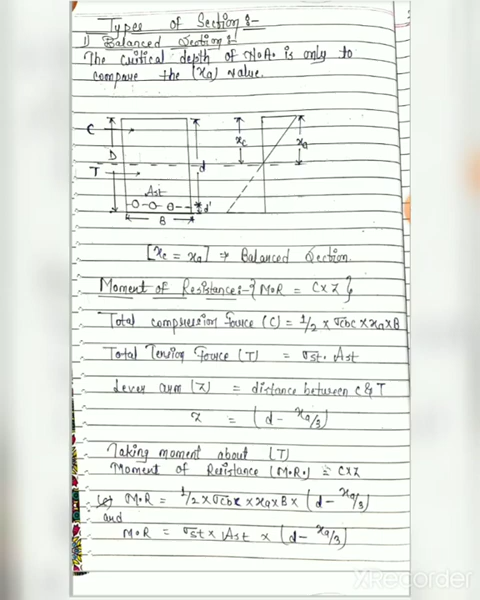 Types of Section :-
1) Balanced Section :-
The critical depth of N.A. is only to
compare the (xa) value.
C
D
T
Ast
B
d
d'
xc
xa
[xc = xa] ⇒ Balanced Section.
Moment of Resistance:- {M.R = C×Z}
Total compression force (C) = 1/2 × σcbc × xa × B
Total Tension force (T) = σst . Ast
Lever arm (Z) = distance between C & T
Z = (d - xa/3)
Taking moment about (T)
Moment of Resistance (M.R.) = C×Z
(c) M.R = 1/2 × σcbc × xa × B × (d - xa/3)
and
M.R = σst × Ast × (d - xa/3)
XRecorder